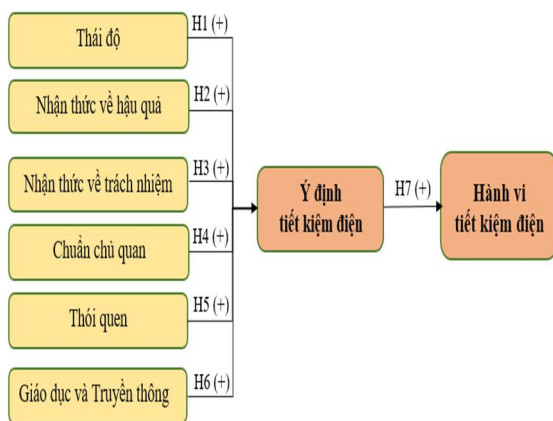 Thái độ
H1 (+)
Nhận thức về hậu quả
H2 (+)
Nhận thức về trách nhiệm
H3 (+)
Chuẩn chủ quan
H4 (+)
Thói quen
H5 (+)
Giáo dục và Truyền thông
H6 (+)
Ý định
tiết kiệm điện
H7 (+)
Hành vi
tiết kiệm điện